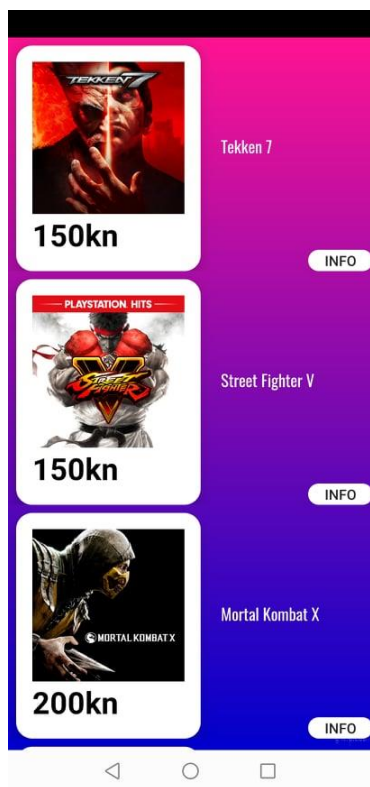 TEKKEN 7
150kn
Tekken 7
INFO
PLAYSTATION HITS
STREET FIGHTER
V
150kn
Street Fighter V
INFO
MORTAL KOMBAT X
200kn
Mortal Kombat X
INFO